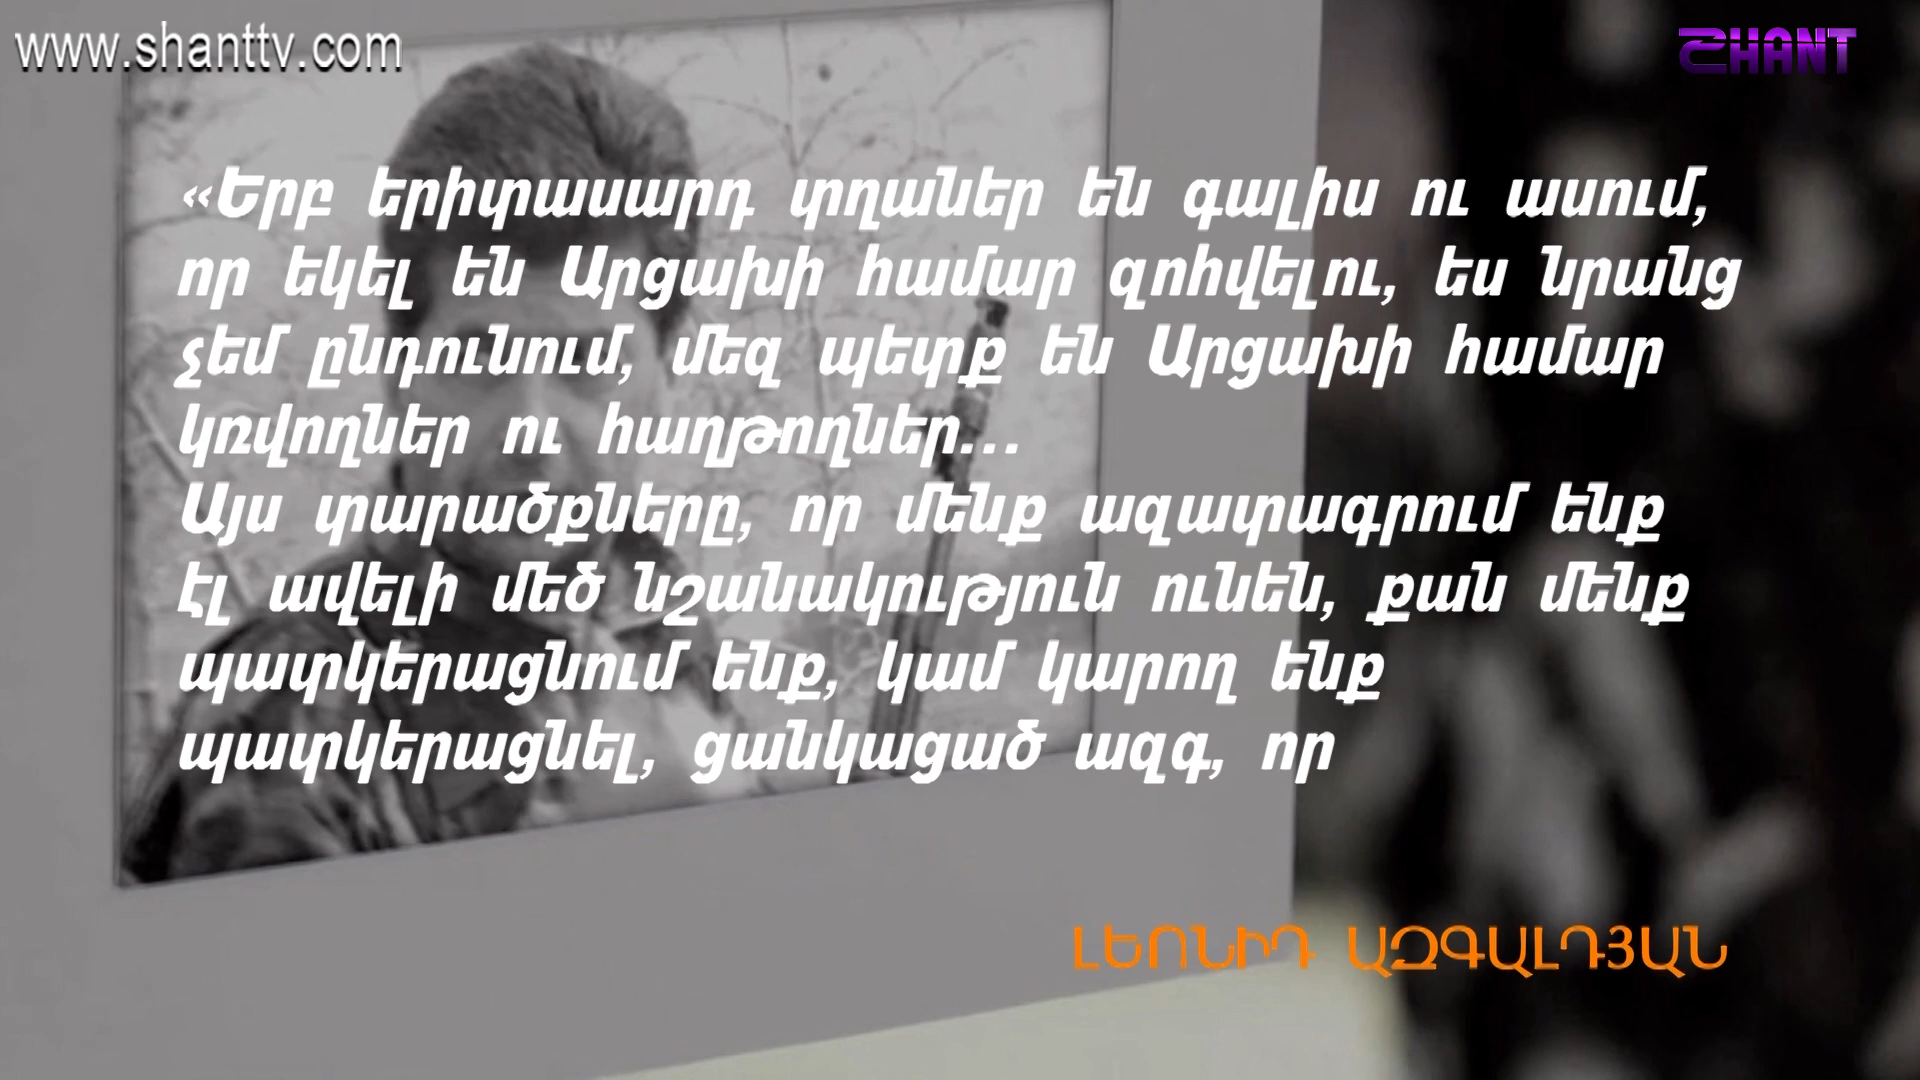 www.shanttv.com
SHANT
«Երբ երիտասարդ տղաներ են գալիս ու ասում,
որ եկել են Արցախի համար զոհվելու, ես նրանց
չեմ ընդունում, մեզ պետք են Արցախի համար
կռվողներ ու հաղթողներ...
Այս տարածքները, որ մենք ազատագրում ենք
էլ ավելի մեծ նշանակություն ունեն, քան մենք
պատկերացնում ենք, կամ կարող ենք
պատկերացնել, ցանկացած ազգ, որ
ԼԵՈՆԻԴ ԱԶԳԱԼԴՅԱՆ